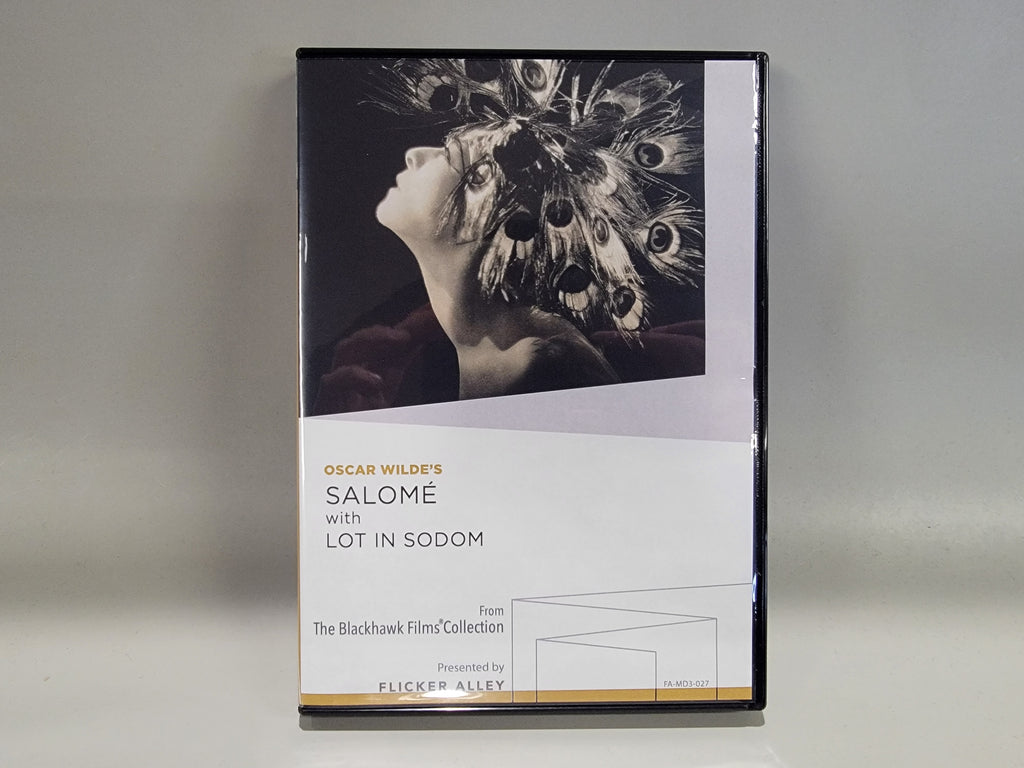 OSCAR WILDE'S
SALOMÉ
with
LOT IN SODOM
From
The Blackhawk Films® Collection
Presented by
FLICKER ALLEY
FA-MD3-027